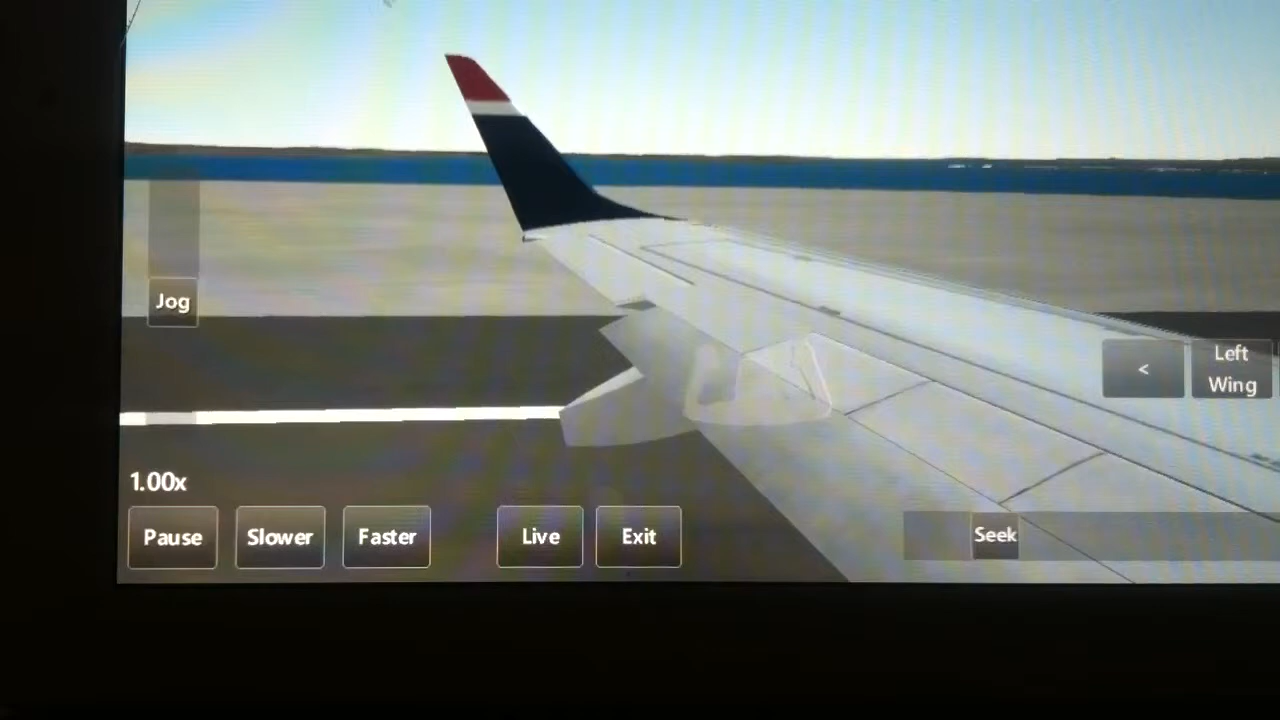 Jog
<
Left
Wing
1.00x
Pause
Slower
Faster
Live
Exit
Seek